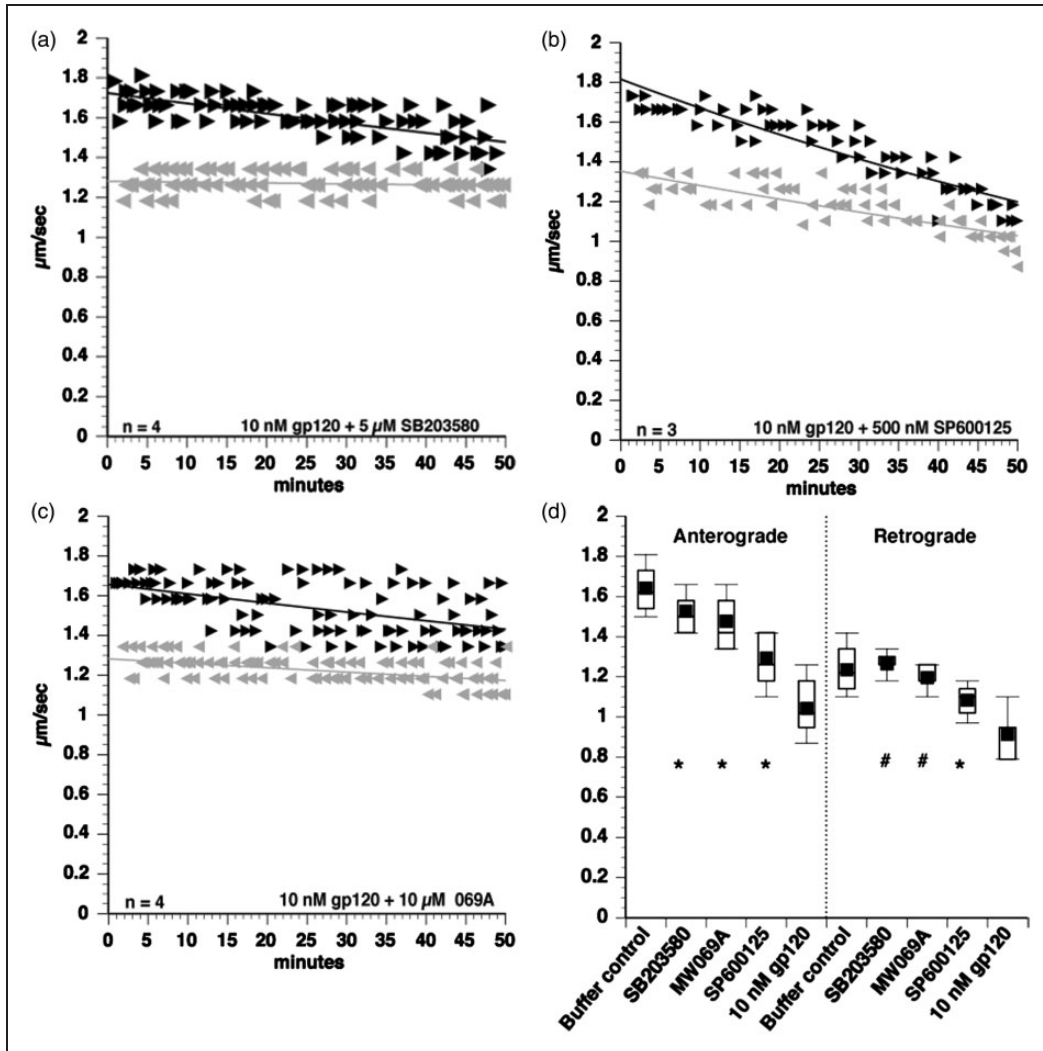 (a)
2
1.8
1.6
1.4
1.2
1
0.8
0.6
0.4
0.2
0
µm/sec
n = 4
10 nM gp120 + 5 µM SB203580
0 5 10 15 20 25 30 35 40 45 50
minutes
(b)
2
1.8
1.6
1.4
1.2
1
0.8
0.6
0.4
0.2
0
µm/sec
n = 3
10 nM gp120 + 500 nM SP600125
0 5 10 15 20 25 30 35 40 45 50
minutes
(c)
2
1.8
1.6
1.4
1.2
1
0.8
0.6
0.4
0.2
0
µm/sec
n = 4
10 nM gp120 + 10 µM 069A
0 5 10 15 20 25 30 35 40 45 50
minutes
(d)
2
1.8
1.6
1.4
1.2
1
0.8
0.6
0.4
0.2
0
µm/sec
Anterograde
Retrograde
* * * # # *
Buffer control
SB203580
MW069A
SP600125
10 nM gp120
Buffer control
SB203580
MW069A
SP600125
10 nM gp120